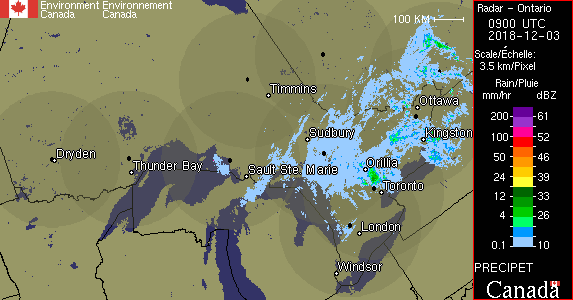 Environment Environnement
Canada Canada
100 KM
Timmins
Ottawa
Sudbury
Kingston
Dryden
Thunder Bay
Sault Ste. Marie
Orillia
Toronto
London
Windsor
Radar - Ontario
0900 UTC
2018-12-03
Scale/Échelle:
3.5 km/Pixel
Rain/Pluie
mm/hr dBZ
200 61
100 52
50 46
24 39
12 33
4 26
0.1 10
PRECIPET
Canada